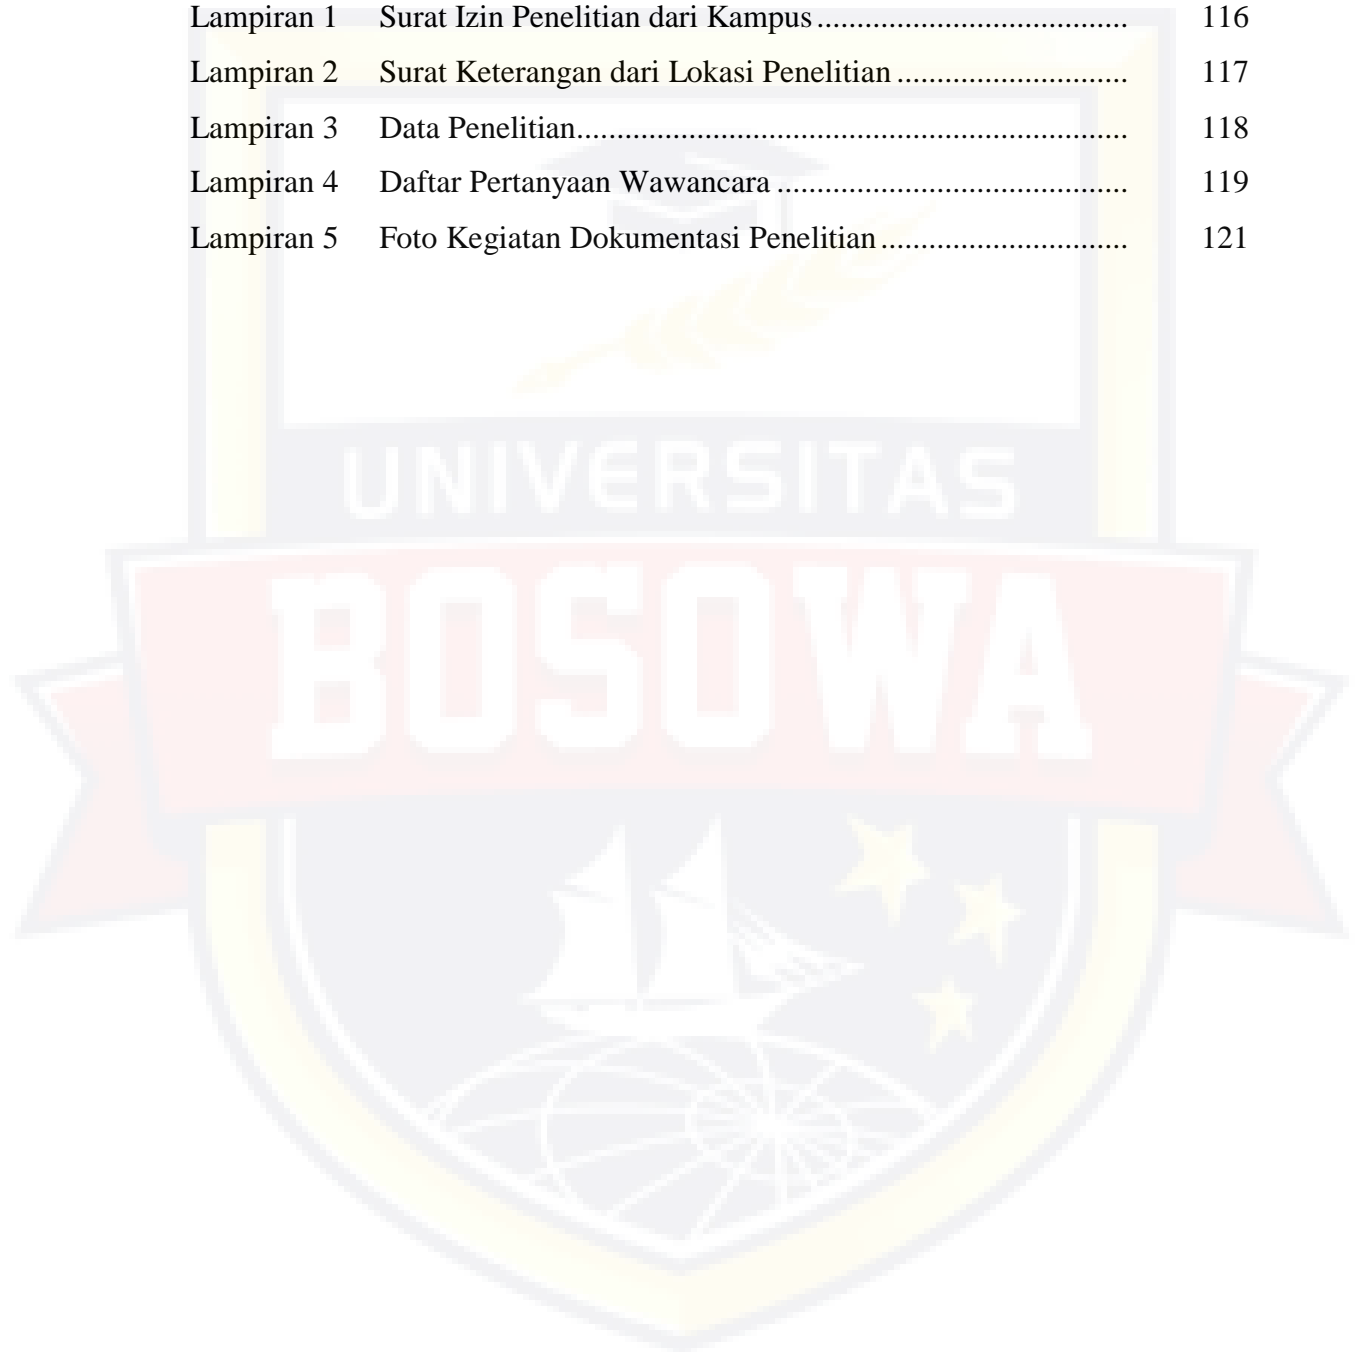 Lampiran 1 Surat Izin Penelitian dari Kampus ...................................... 116
Lampiran 2 Surat Keterangan dari Lokasi Penelitian ............................ 117
Lampiran 3 Data Penelitian................................................................... 118
Lampiran 4 Daftar Pertanyaan Wawancara .......................................... 119
Lampiran 5 Foto Kegiatan Dokumentasi Penelitian .............................. 121
UNIVERSITAS
BOSOWA